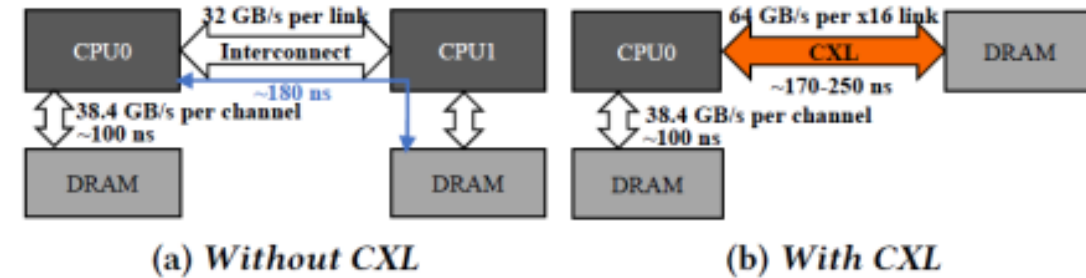 32 GB/s per link
CPU0
Interconnect
CPU1
~180 ns
38.4 GB/s per channel
~100 ns
DRAM
DRAM
(a) Without CXL
64 GB/s per x16 link
CPU0
CXL
DRAM
~170-250 ns
38.4 GB/s per channel
~100 ns
DRAM
(b) With CXL